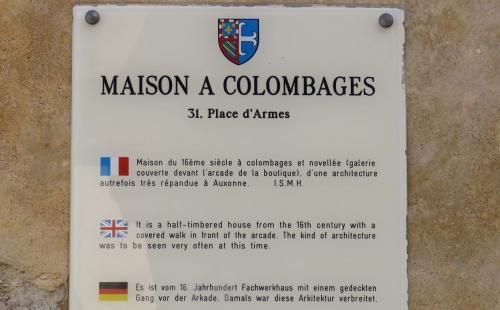 MAISON A COLOMBAGES
31, Place d'Armes
Maison du 16ème siècle à colombages et novellée (galerie
couverte devant l'arcade de la boutique), d'une architecture
autrefois très répandue à Auxonne. I.S.M.H.
It is a half-timbered house from the 16th century with a
covered walk in front of the arcade. The kind of architecture
was to be seen very often at this time.
Es ist vom 16. Jahrhundert Fachwerkhaus mit einem gedeckten
Gang vor der Arkade. Damals war diese Arkitektur verbreitet.